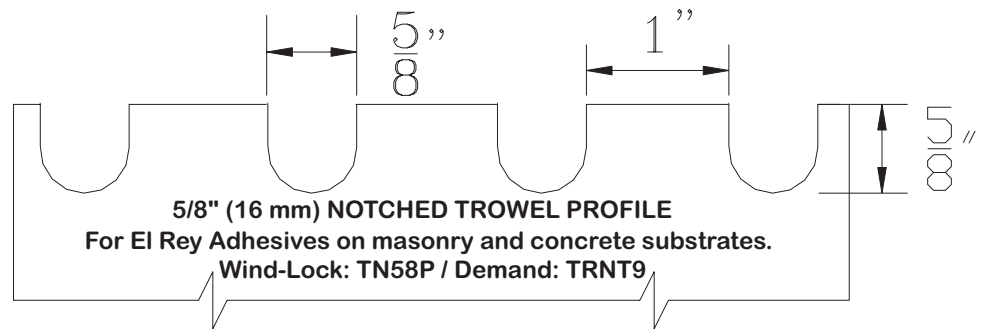 5/8"
1"
5/8"
5/8" (16 mm) NOTCHED TROWEL PROFILE
For El Rey Adhesives on masonry and concrete substrates.
Wind-Lock: TN58P / Demand: TRNT9